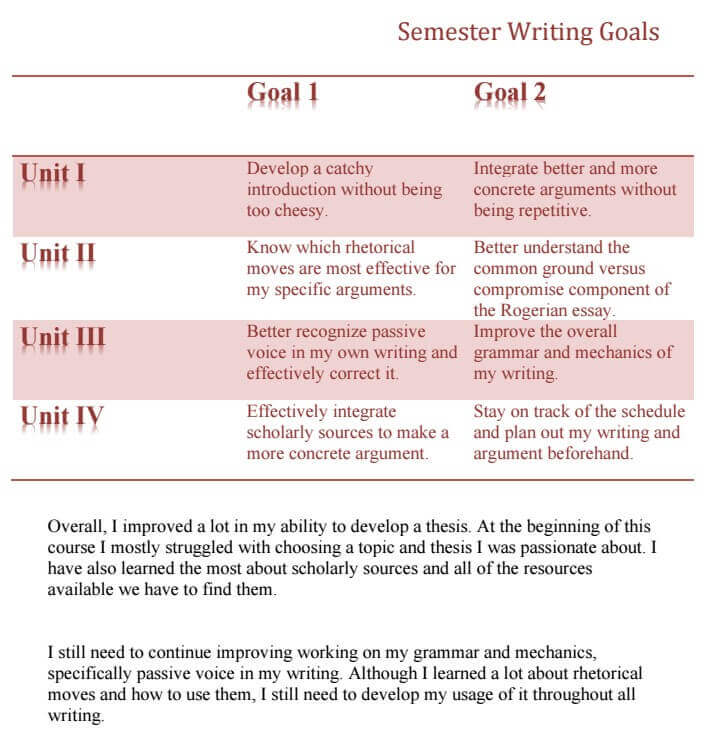 Semester Writing Goals
Goal 1 Goal 2
Unit I
Develop a catchy
introduction without being
too cheesy.
Integrate better and more
concrete arguments without
being repetitive.
Unit II
Know which rhetorical
moves are most effective for
my specific arguments.
Better understand the
common ground versus
compromise component of
the Rogerian essay.
Unit III
Better recognize passive
voice in my own writing and
effectively correct it.
Improve the overall
grammar and mechanics of
my writing.
Unit IV
Effectively integrate
scholarly sources to make a
more concrete argument.
Stay on track of the schedule
and plan out my writing and
argument beforehand.
Overall, I improved a lot in my ability to develop a thesis. At the beginning of this
course I mostly struggled with choosing a topic and thesis I was passionate about. I
have also learned the most about scholarly sources and all of the resources
available we have to find them.
I still need to continue improving working on my grammar and mechanics,
specifically passive voice in my writing. Although I learned a lot about rhetorical
moves and how to use them, I still need to develop my usage of it throughout all
writing.